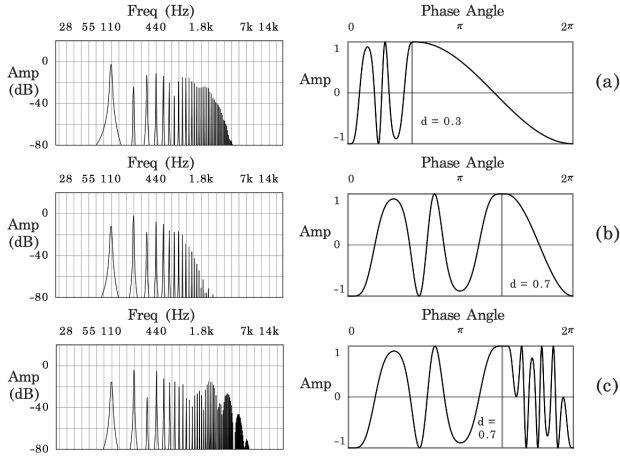 Freq (Hz)
28 55 110 440 1.8k 7k 14k
Amp
(dB)
0
-40
-80
Phase Angle
0 π 2π
1
Amp 0
-1
d = 0.3
(a)
Freq (Hz)
28 55 110 440 1.8k 7k 14k
Amp
(dB)
0
-40
-80
Phase Angle
0 π 2π
1
Amp 0
-1
d = 0.7
(b)
Freq (Hz)
28 55 110 440 1.8k 7k 14k
Amp
(dB)
0
-40
-80
Phase Angle
0 π 2π
1
Amp 0
-1
d =
0.7
(c)